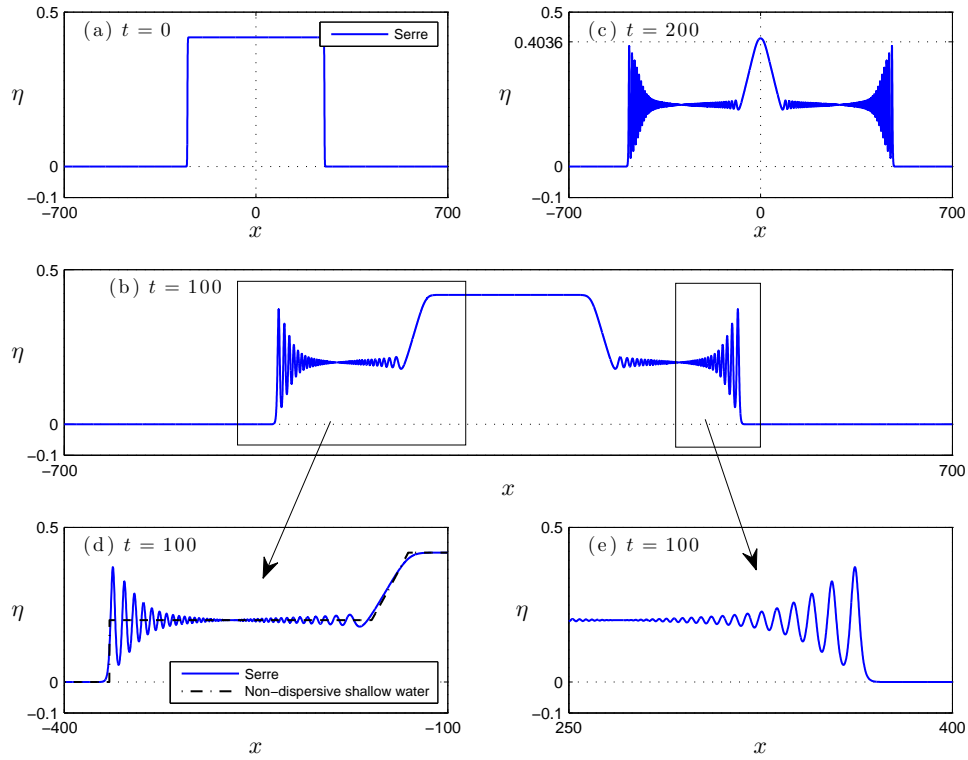 0.5
(a) t = 0
Serre
η
0
−0.1
−700
0
700
x
0.5
(c) t = 200
0.4036
η
0
−0.1
−700
0
700
x
0.5
(b) t = 100
η
0
−0.1
−700
700
x
0.5
(d) t = 100
η
Serre
Non−dispersive shallow water
0
−0.1
−400
−100
x
0.5
(e) t = 100
η
0
−0.1
250
400
x